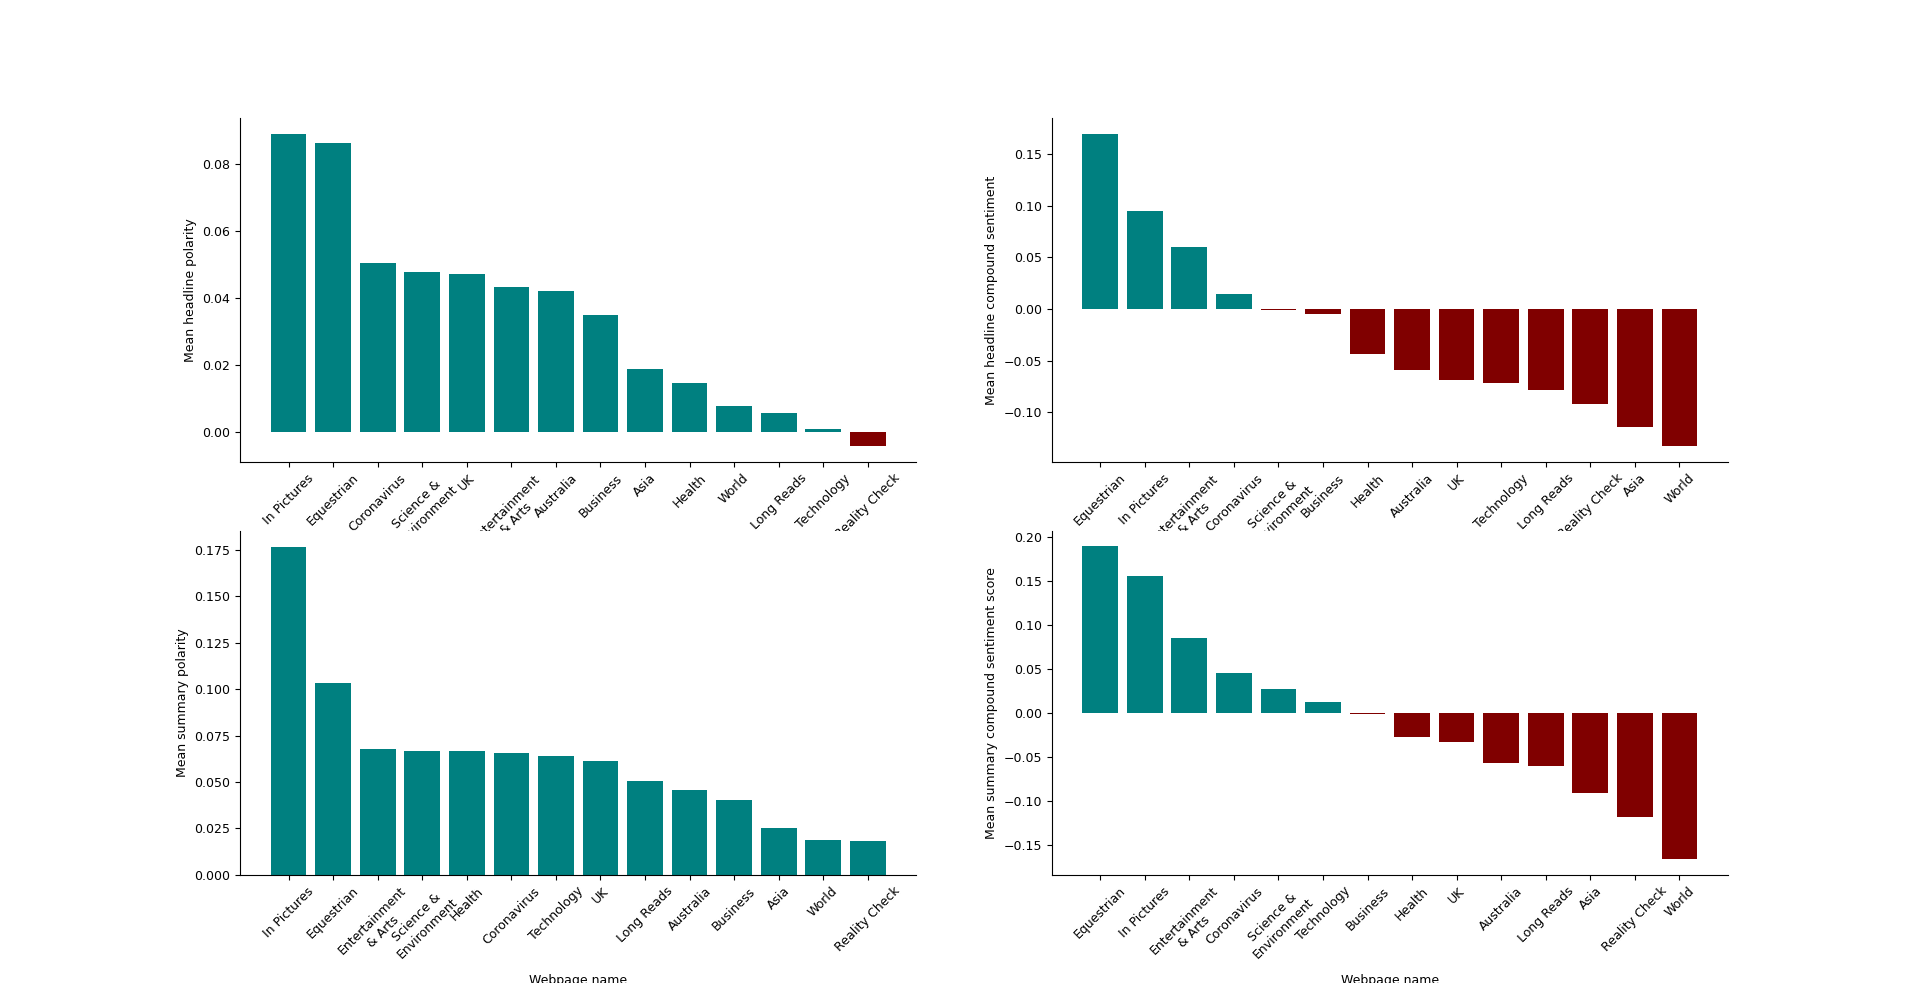 Mean headline polarity
0.08
0.06
0.04
0.02
0.00
In Pictures
Equestrian
Coronavirus
Science &
UK
& Arts
Australia
Business
Asia
Health
World
Long Reads
Technology
Reality Check
Mean headline compound sentiment
0.15
0.10
0.05
0.00
−0.05
−0.10
Equestrian
In Pictures
& Arts
Coronavirus
Science &
Business
Health
Australia
UK
Technology
Long Reads
Reality Check
Asia
World
Mean summary polarity
0.175
0.150
0.125
0.100
0.075
0.050
0.025
0.000
In Pictures
Equestrian
Entertainment
& Arts
Science &
Environment
Health
Coronavirus
Technology
UK
Long Reads
Australia
Business
Asia
World
Reality Check
Webpage name
Mean summary compound sentiment score
0.20
0.15
0.10
0.05
0.00
−0.05
−0.10
−0.15
Equestrian
In Pictures
Entertainment
& Arts
Coronavirus
Science &
Environment
Technology
Business
Health
UK
Australia
Long Reads
Asia
Reality Check
World
Webpage name